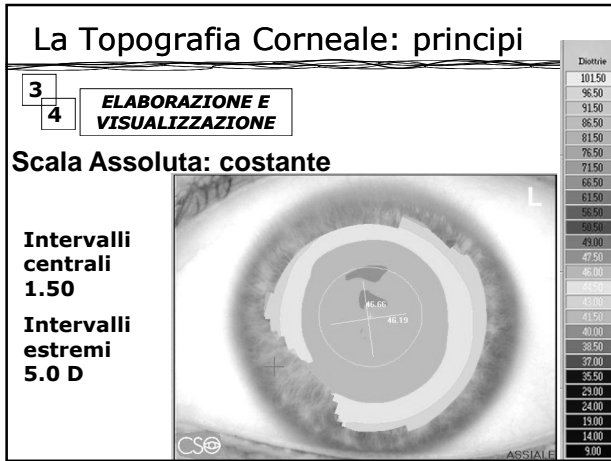 La Topografia Corneale: principi
3
4
ELABORAZIONE E
VISUALIZZAZIONE
Scala Assoluta: costante
Intervalli
centrali
1.50
Intervalli
estremi
5.0 D
L
46.66
46.19
CSO
ASSIALE
Diottrie
101.50
96.50
91.50
86.50
81.50
76.50
71.50
66.50
61.50
56.50
50.50
49.00
47.50
46.00
44.50
43.00
41.50
40.00
38.50
37.00
35.50
29.00
24.00
19.00
14.00
9.00